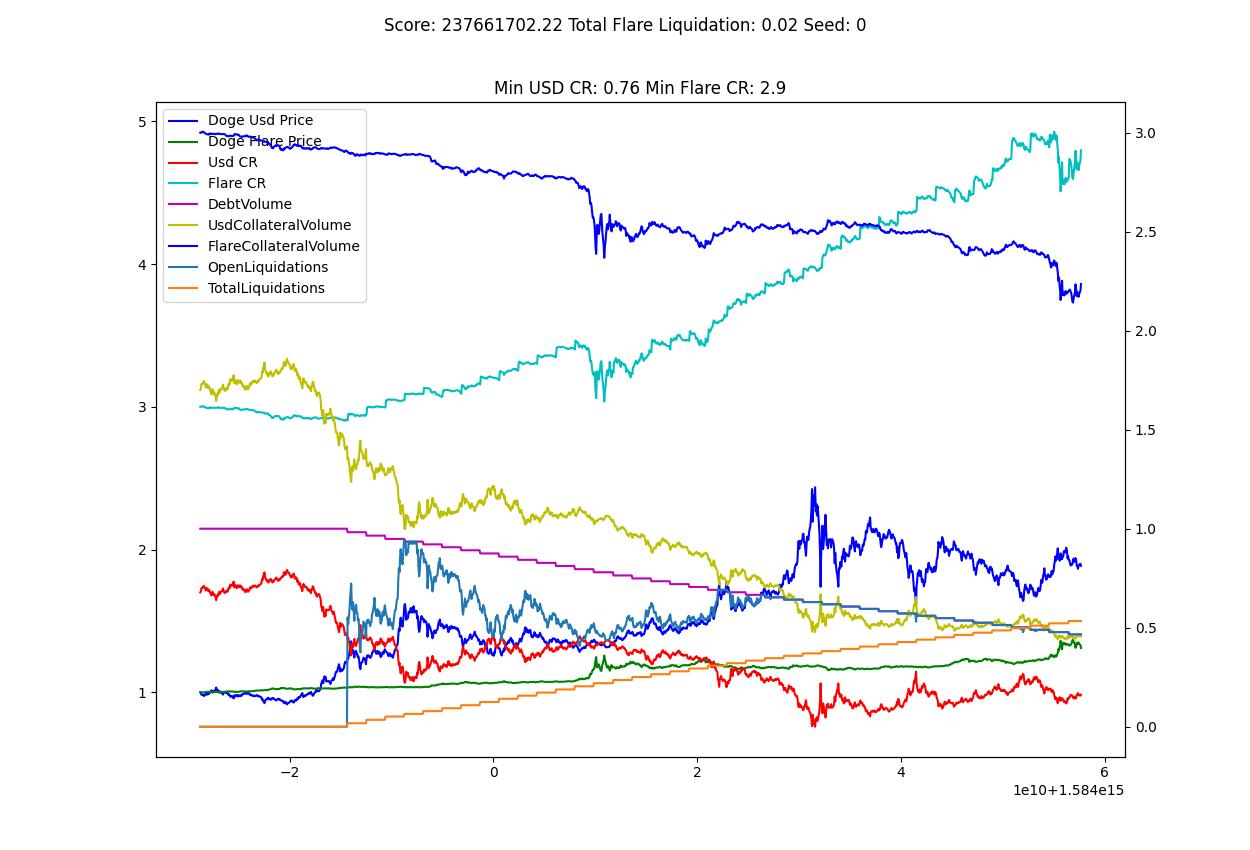 Score: 237661702.22 Total Flare Liquidation: 0.02 Seed: 0
Min USD CR: 0.76 Min Flare CR: 2.9
Doge Usd Price
Doge Flare Price
Usd CR
Flare CR
DebtVolume
UsdCollateralVolume
FlareCollateralVolume
OpenLiquidations
TotalLiquidations
5
4
3
2
1
3.0
2.5
2.0
1.5
1.0
0.5
0.0
−2
0
2
4
6
1e10+1.584e15